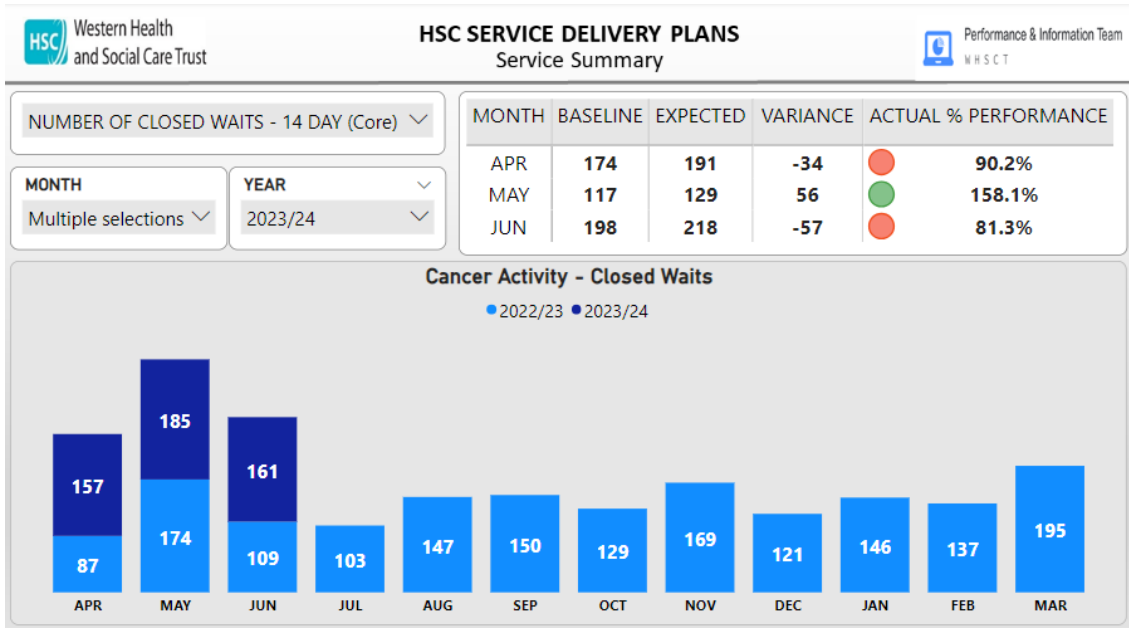 HSC
Western Health
and Social Care Trust
HSC SERVICE DELIVERY PLANS
Service Summary
Performance & Information Team
WHSCT
NUMBER OF CLOSED WAITS - 14 DAY (Core)
MONTH
Multiple selections
YEAR
2023/24
MONTH BASELINE EXPECTED VARIANCE ACTUAL % PERFORMANCE
APR 174 191 -34 90.2%
MAY 117 129 56 158.1%
JUN 198 218 -57 81.3%
Cancer Activity - Closed Waits
2022/23 2023/24
157 185 161
87 174 109 103 147 150 129 169 121 146 137 195
APR MAY JUN JUL AUG SEP OCT NOV DEC JAN FEB MAR